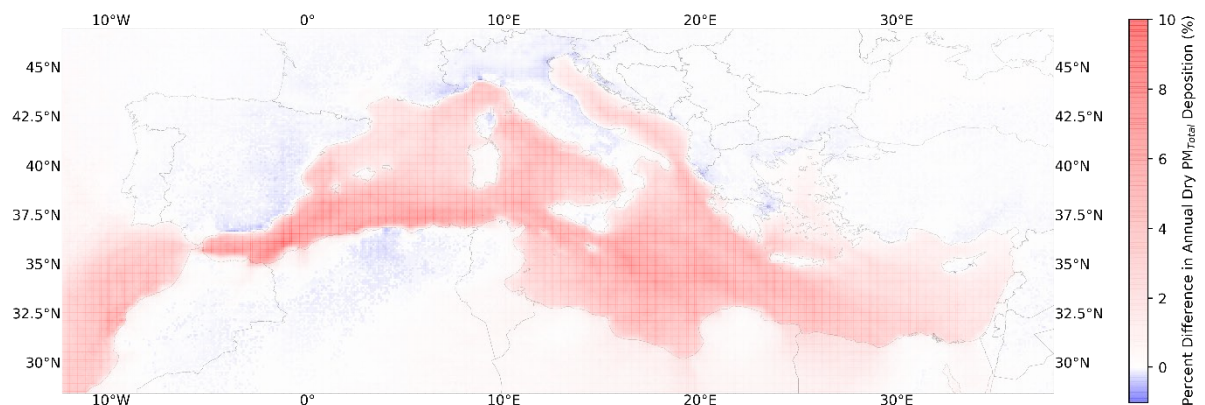 10°W 0° 10°E 20°E 30°E
45°N 45°N
42.5°N 42.5°N
40°N 40°N
37.5°N 37.5°N
35°N 35°N
32.5°N 32.5°N
30°N 30°N
10°W 0° 10°E 20°E 30°E
10
8
6
4
2
0
Percent Difference in Annual Dry PMTotal Deposition (%)